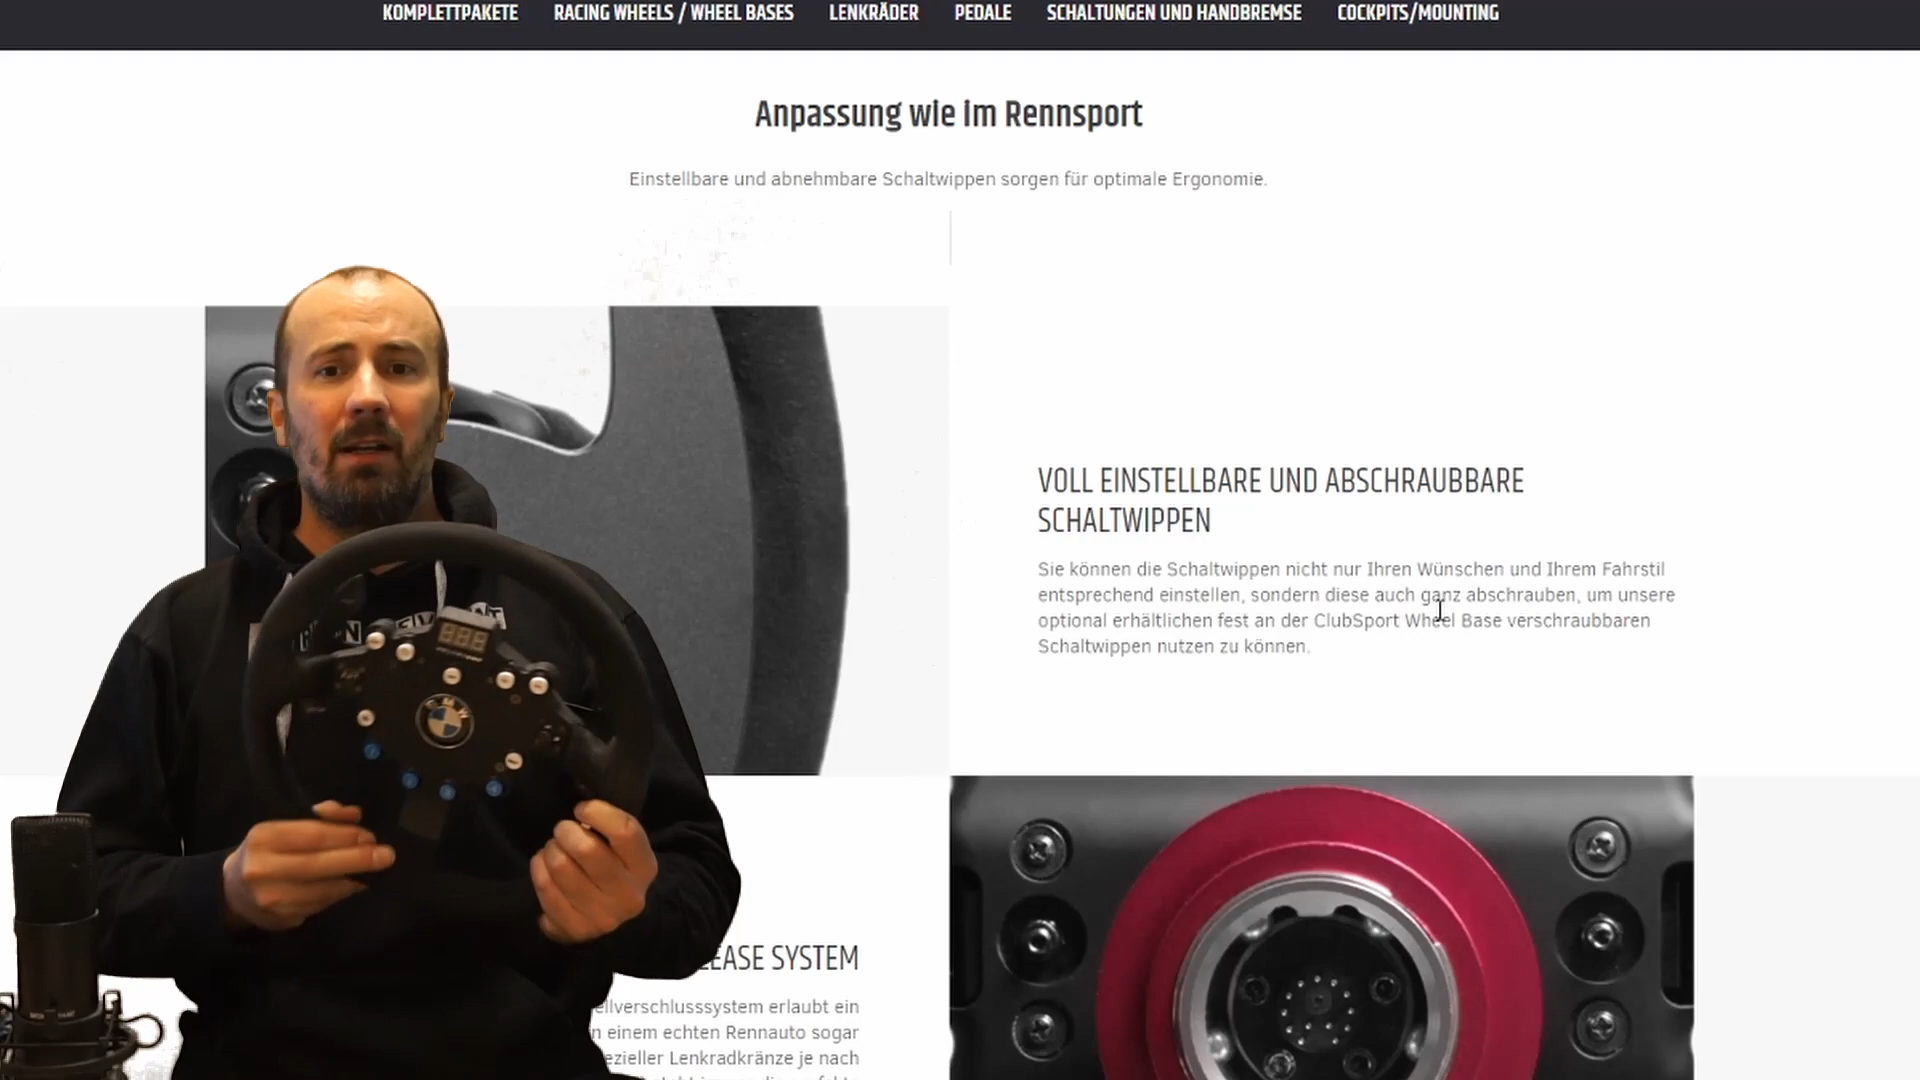 KOMPLETTPAKETE RACING WHEELS / WHEEL BASES LENKRÄDER PEDALE SCHALTUNGEN UND HANDBREMSE COCKPITS/MOUNTING
Anpassung wie im Rennsport
Einstellbare und abnehmbare Schaltwippen sorgen für optimale Ergonomie.
VOLL EINSTELLBARE UND ABSCHRAUBBARE
SCHALTWIPPEN
Sie können die Schaltwippen nicht nur Ihren Wünschen und Ihrem Fahrstil
entsprechend einstellen, sondern diese auch ganz abschrauben, um unsere
optional erhältlichen fest an der ClubSport Wheel Base verschraubbaren
Schaltwippen nutzen zu können.
BMW
EASE SYSTEM
ellverschlusssystem erlaubt ein
n einem echten Rennauto sogar
ezieller Lenkradkränze je nach